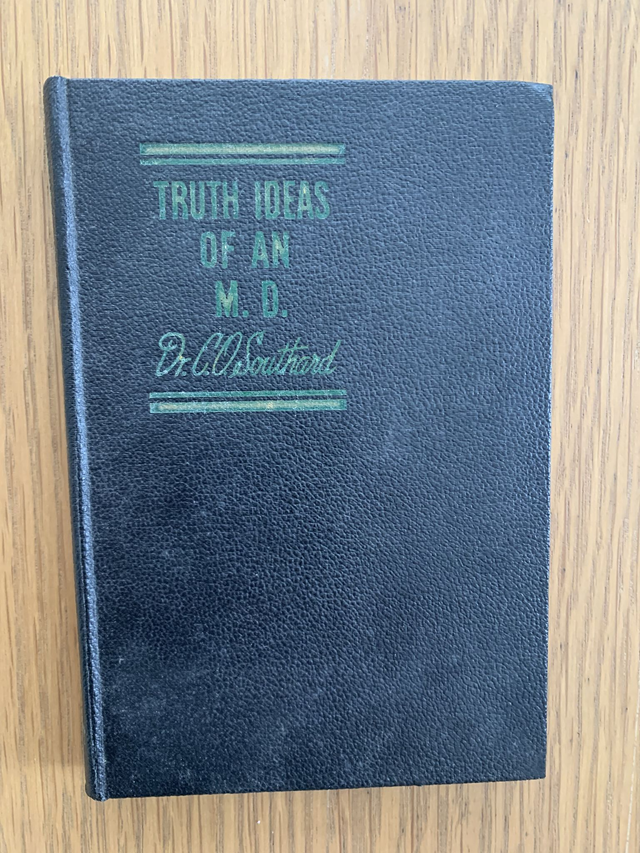 TRUTH IDEAS
OF AN
M. D.
Dr. C.O. Southard